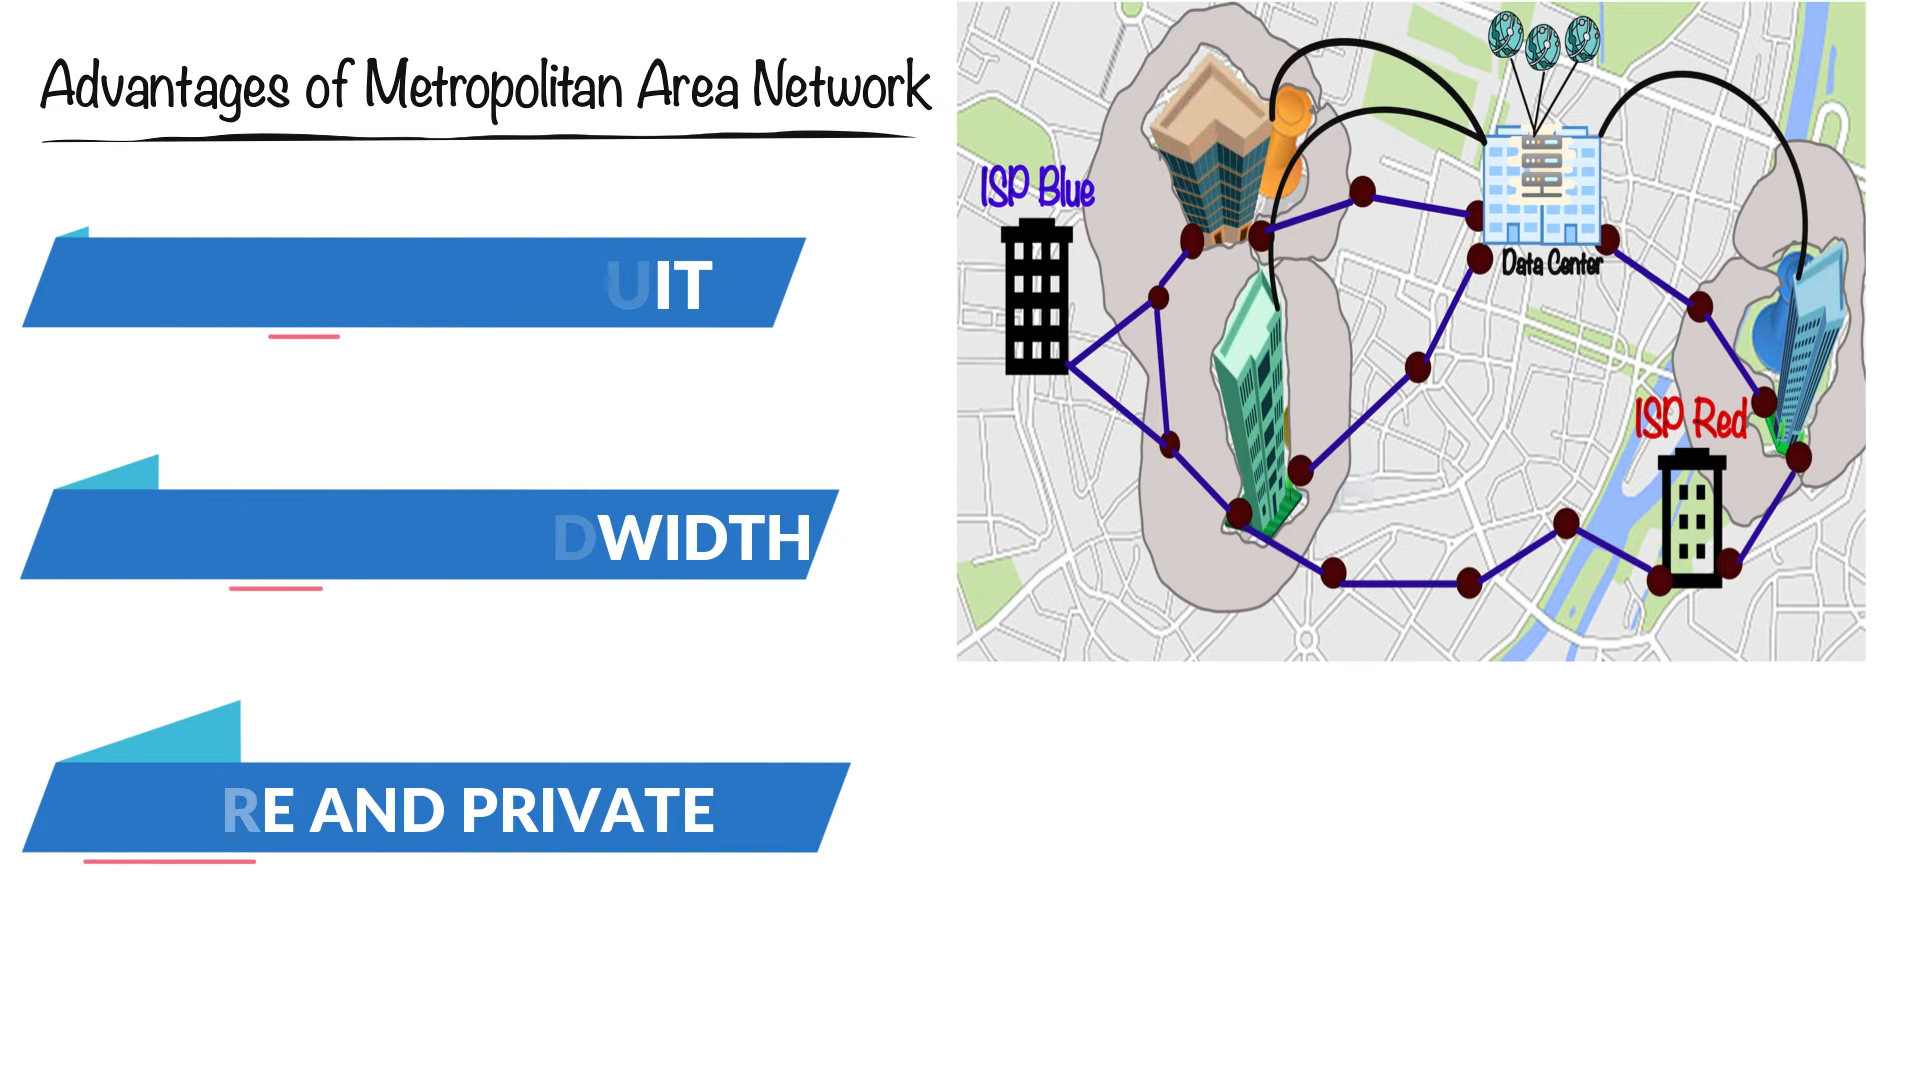 Advantages of Metropolitan Area Network
UIT
DWIDTH
RE AND PRIVATE
ISP Blue
Data Center
ISP Red